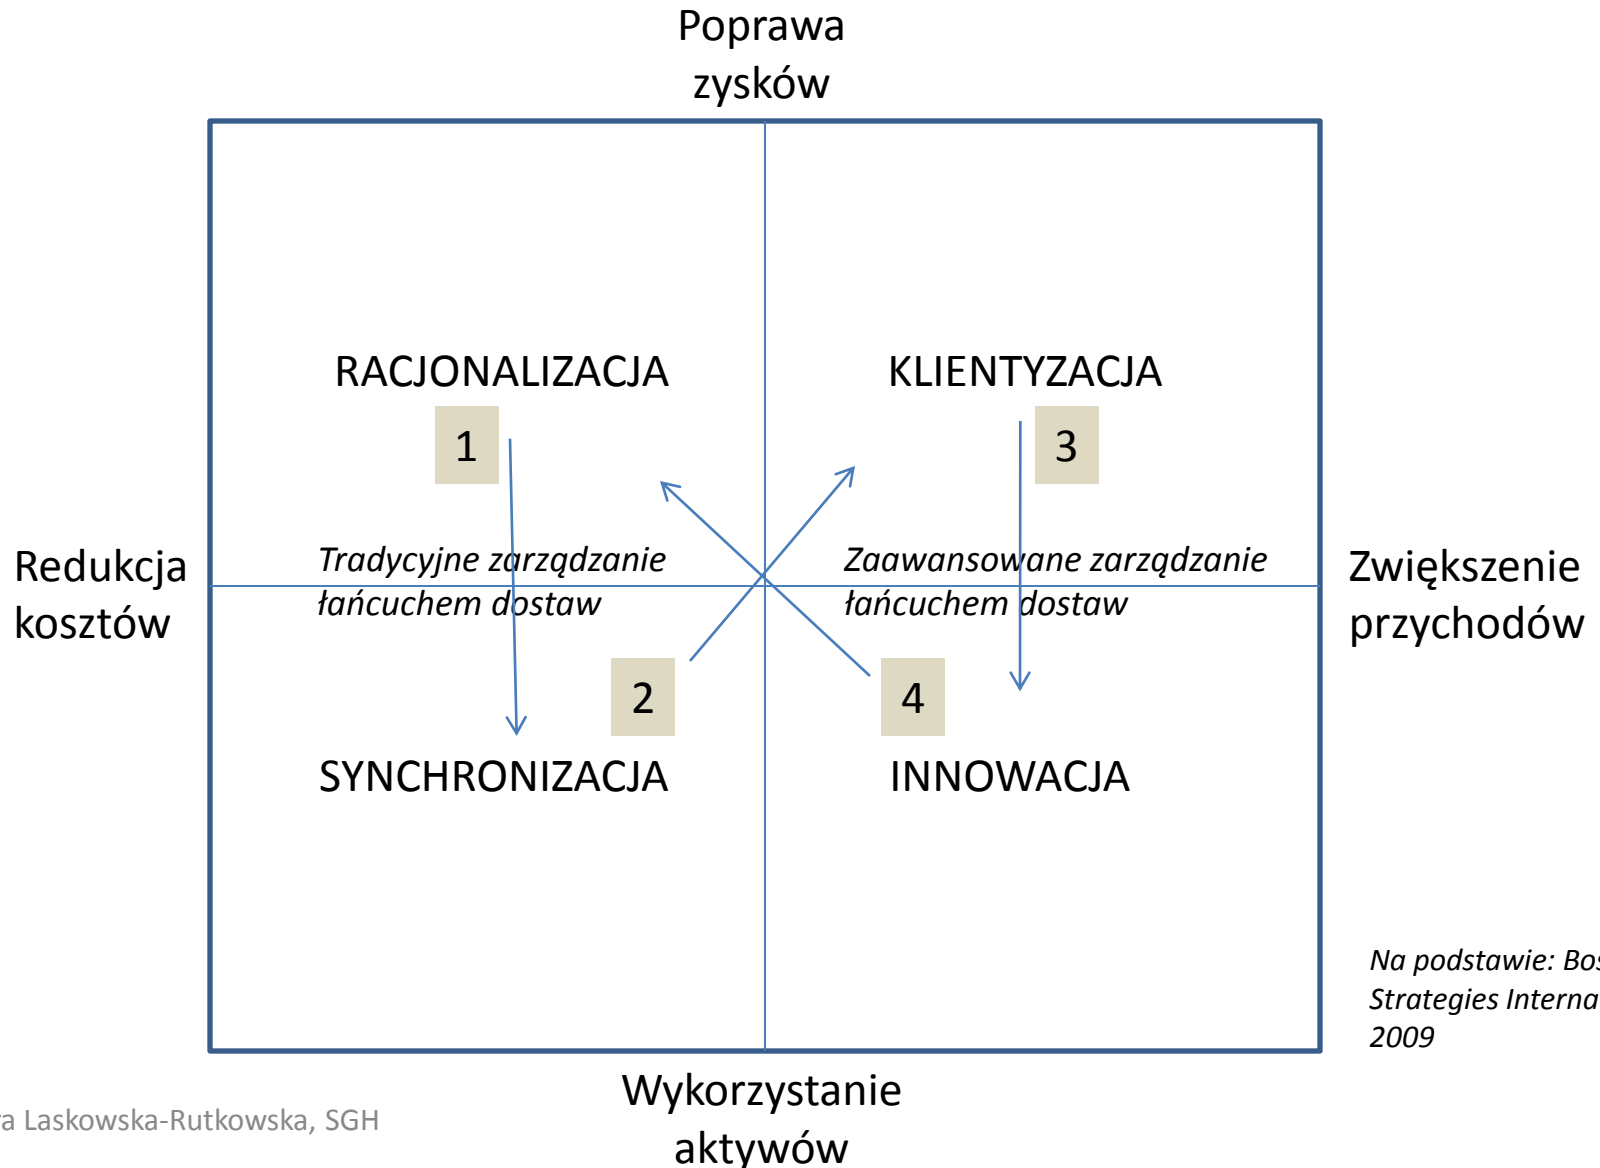 Poprawa
zysków
RACJONALIZACJA
KLIENTYZACJA
1
3
Redukcja
kosztów
Tradycyjne zarządzanie
łańcuchem dostaw
Zaawansowane zarządzanie
łańcuchem dostaw
Zwiększenie
przychodów
2
4
SYNCHRONIZACJA
INNOWACJA
Na podstawie:
Strategies
2009
Wykorzystanie
aktywów
Laskowska-Rutkowska, SGH